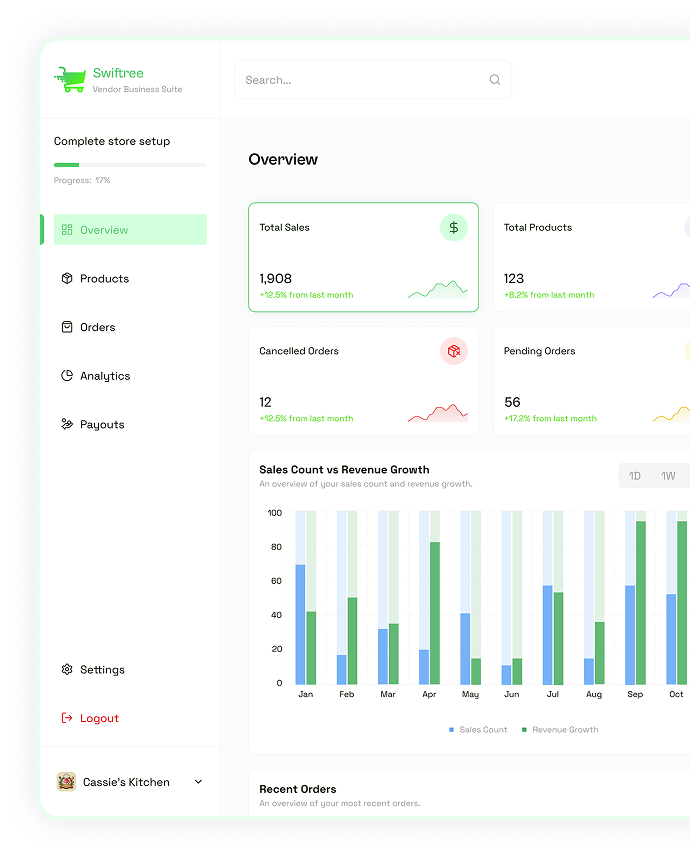 Swiftree
Vendor Business Suite
Search...
Complete store setup
Progress: 17%
Overview
Products
Orders
Analytics
Payouts
Settings
Logout
Cassie's Kitchen
Overview
Total Sales
$
1,908
+12.5% from last month
Total Products
123
+8.2% from last month
Cancelled Orders
12
+12.5% from last month
Pending Orders
56
+17.2% from last month
Sales Count vs Revenue Growth
An overview of your sales count and revenue growth.
1D 1W
100
80
60
40
20
0
Jan Feb Mar Apr May Jun Jul Aug Sep Oct
Sales Count Revenue Growth
Recent Orders
An overview of your most recent orders.